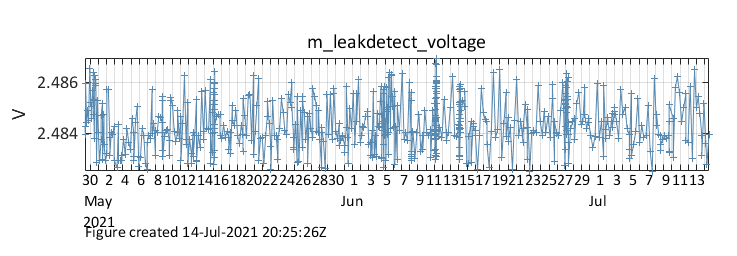 m_leakdetect_voltage
2.486
V
2.484
30 2 4 6 8 10 12 14 16 18 20 22 24 26 28 30 1 3 5 7 9 11 13 15 17 19 21 23 25 27 29 1 3 5 7 9 11 13
May Jun Jul
2021
Figure created 14-Jul-2021 20:25:26Z